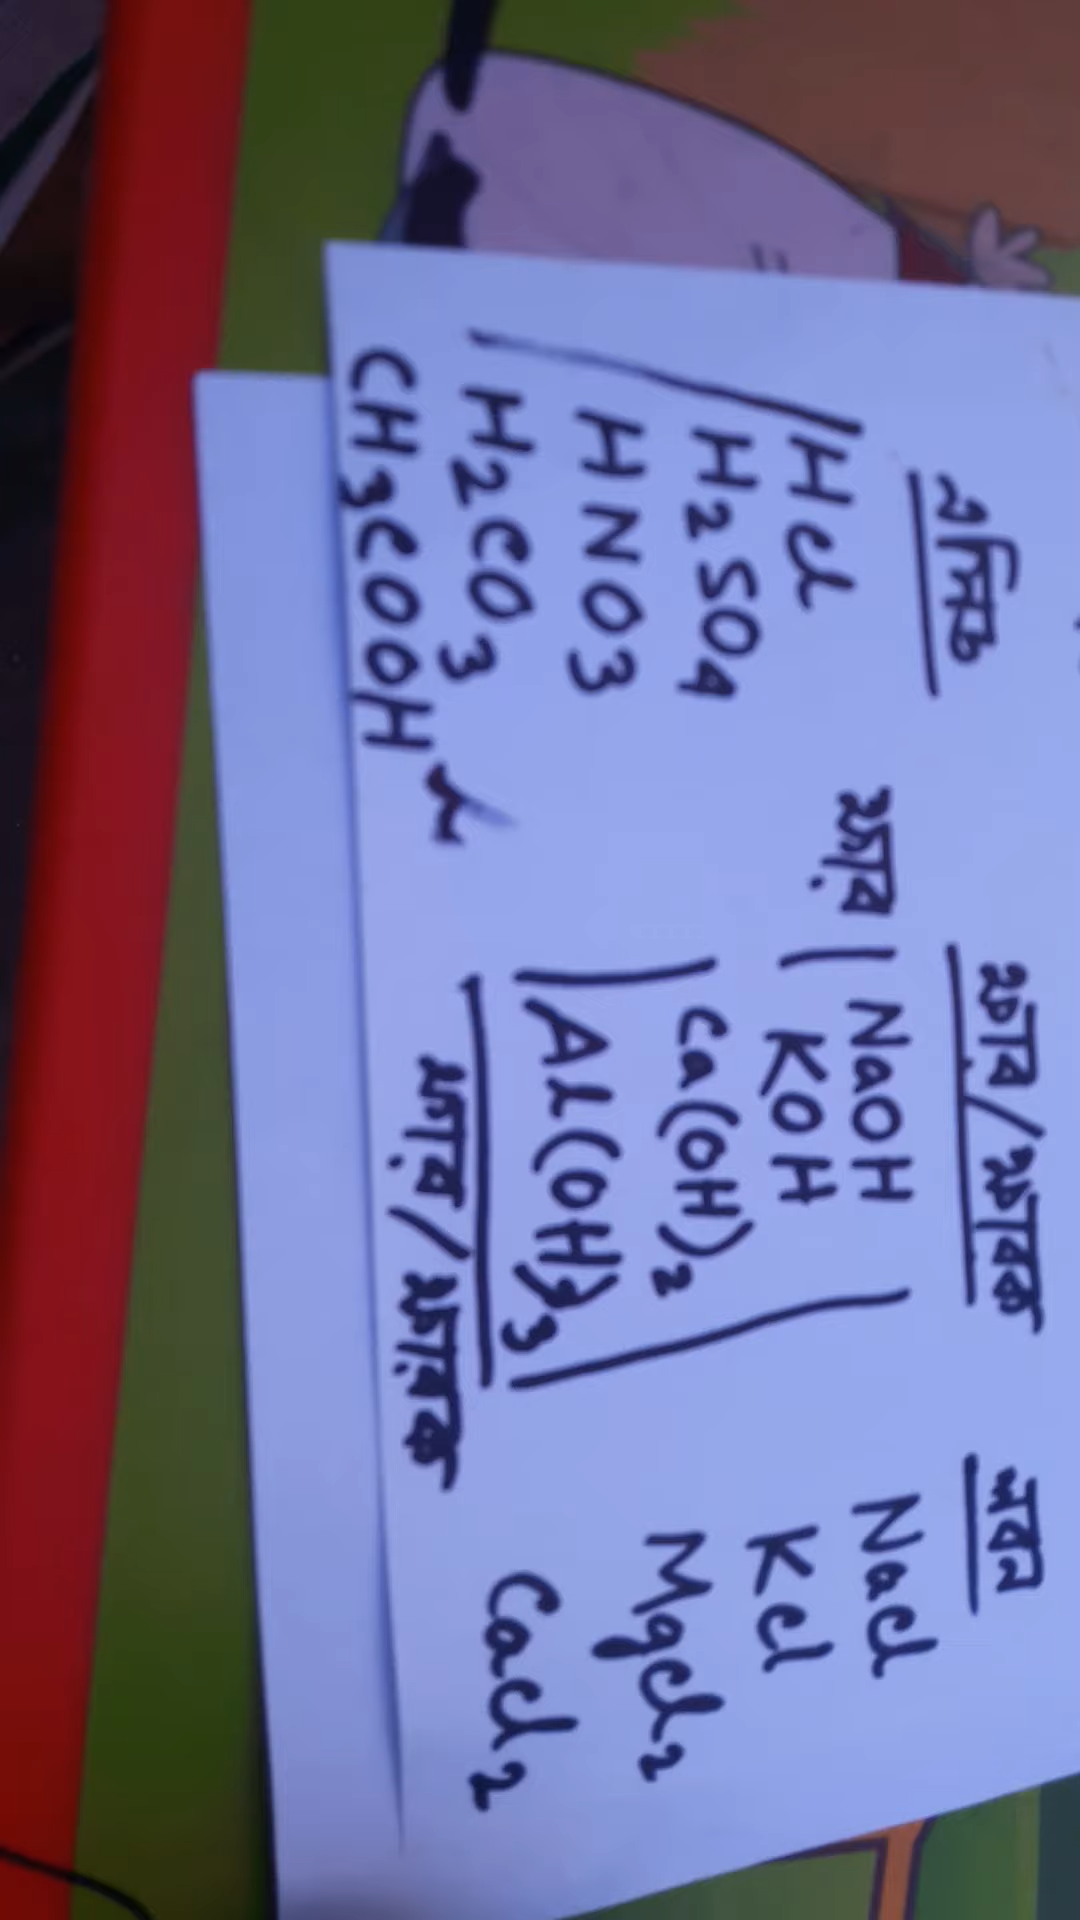 এসিড
HCl
H2SO4
HNO3
H2CO3
CH3COOH
ক্ষার/ক্ষারক
ক্ষার | NaOH
KOH
Ca(OH)2
Al(OH)3
ক্ষার/ক্ষারক
লবন
NaCl
KCl
MgCl2
CaCl2